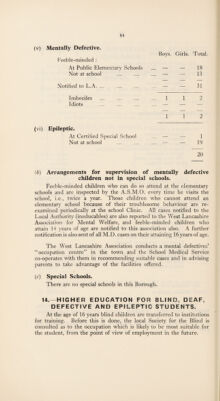 44
(v) Mentally Defective.
Boys. Girls. Total.
Feeble-minded:
At Public Elementary Schools ... — — 18
Not at school ... ... ... — — 13
Notified to L.A. ... ... ... — — 31
Imbeciles ... ... ... 1 1 2
Idiots
1 1 2
(vi) Epileptic.
At Certified Special School ... — 1
Not at school ... ... ... — 19
20
(b) Arrangements for supervision of mentally defective
children not in special schools.
Feeble-minded children who can do so attend at the elementary
schools and are inspected by the A.S.M.O. every time he visits the
school, i.e., twice a year. Those children who cannot attend an
elementary school because of their troublesome behaviour are re-
examined periodically at the school Clinic. All cases notified to the
Local Authority (ineducables) are also reported to the West Lancashire
Association for Mental Welfare, and feeble-minded children who
attain 14 years of age are notified to this association also. A further
notification is also sent of all M.D. cases on their attaining 16 years of age.
The West Lancashire Association conducts a mental defectives'
"occupation centre" in the town and the School Medical Service
co-operates with them in recommending suitable cases and in advising
parents to take advantage of the facilities offered.
(c) Special Schools.
There are no special schools in this Borough.
14.—HIGHER EDUCATION FOR BLIND, DEAF,
DEFECTIVE AND EPILEPTIC STUDENTS.
At the age of 16 years blind children are transferred to institutions
for training. Before this is done, the local Society for the Blind is
consulted as to the occupation which is likely to be most suitable for
the student, from the point of view of employment in the future.